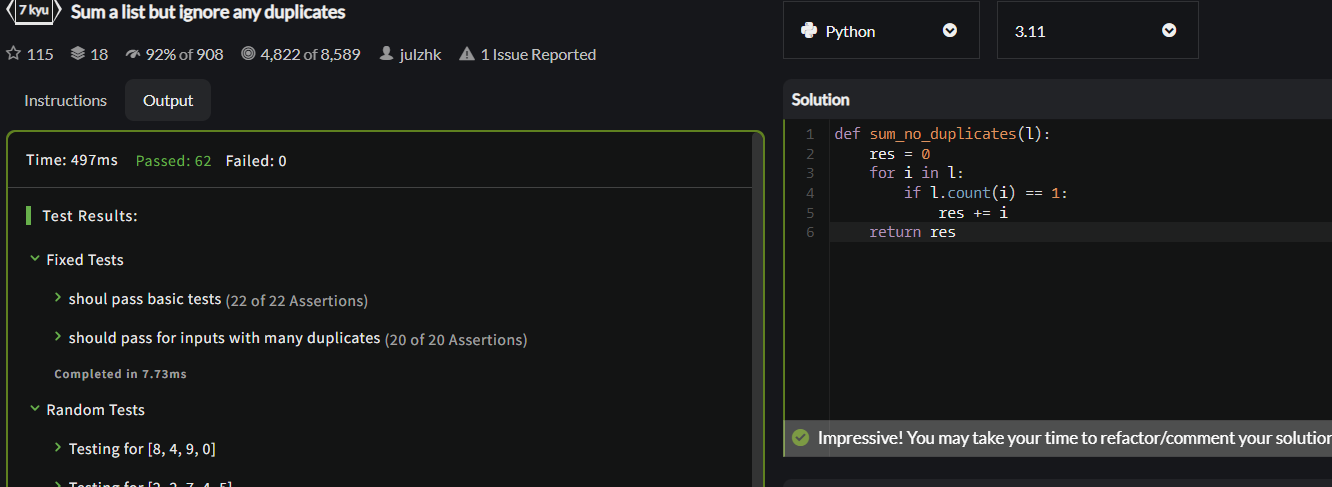 7 kyu Sum a list but ignore any duplicates
115 18 92% of 908 4,822 of 8,589 julzhk 1 Issue Reported
Instructions Output
Time: 497ms Passed: 62 Failed: 0
Test Results:
Fixed Tests
shoul pass basic tests (22 of 22 Assertions)
should pass for inputs with many duplicates (20 of 20 Assertions)
Completed in 7.73ms
Random Tests
Testing for [8, 4, 9, 0]
Python 3.11
Solution
1 def sum_no_duplicates(l):
2     res = 0
3     for i in l:
4         if l.count(i) == 1:
5             res += i
6     return res
Impressive! You may take your time to refactor/comment your solution